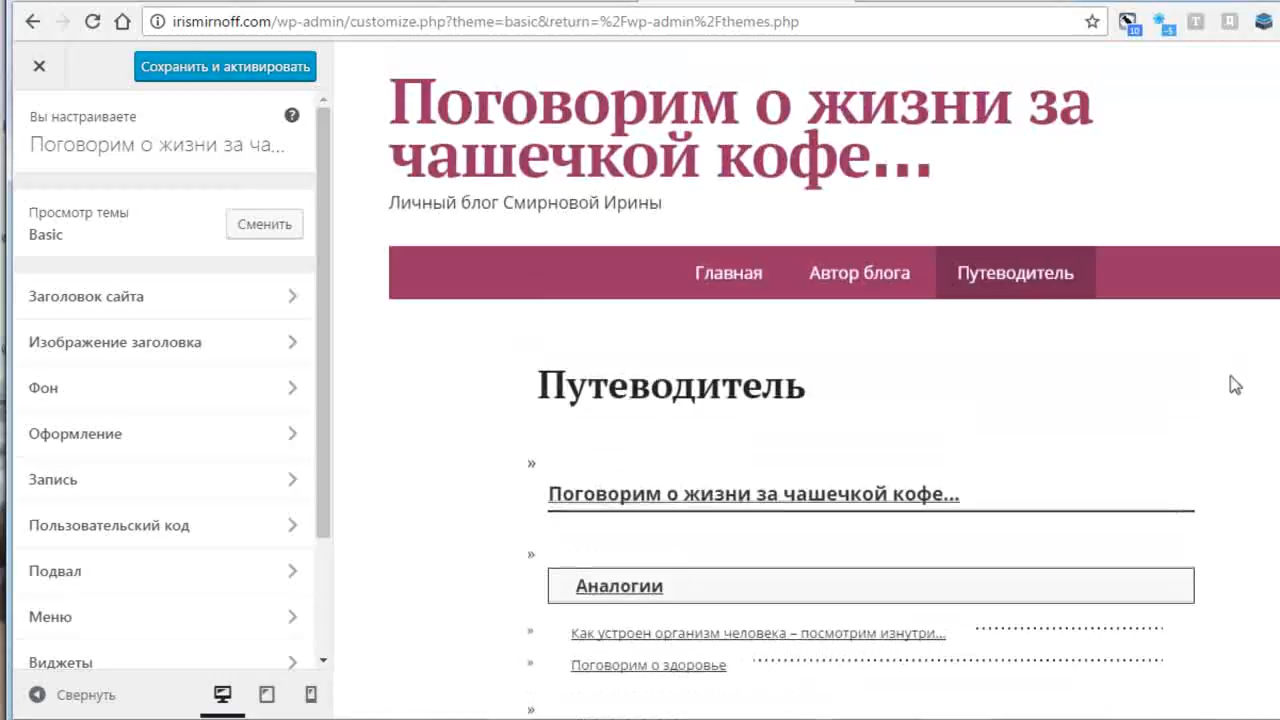 irismirnoff.com/wp-admin/customize.php?theme=basic&return=%2Fwp-admin%2Fthemes.php
10
-5
T
Сохранить и активировать
Вы настраиваете
Поговорим о жизни за ча...
Просмотр темы
Basic
Сменить
Заголовок сайта
Изображение заголовка
Фон
Оформление
Запись
Пользовательский код
Подвал
Меню
Виджеты
Свернуть
Поговорим о жизни за
чашечкой кофе...
Личный блог Смирновой Ирины
Главная
Автор блога
Путеводитель
Путеводитель
»
Поговорим о жизни за чашечкой кофе...
»
Аналогии
» Как устроен организм человека – посмотрим изнутри...
» Поговорим о здоровье
»